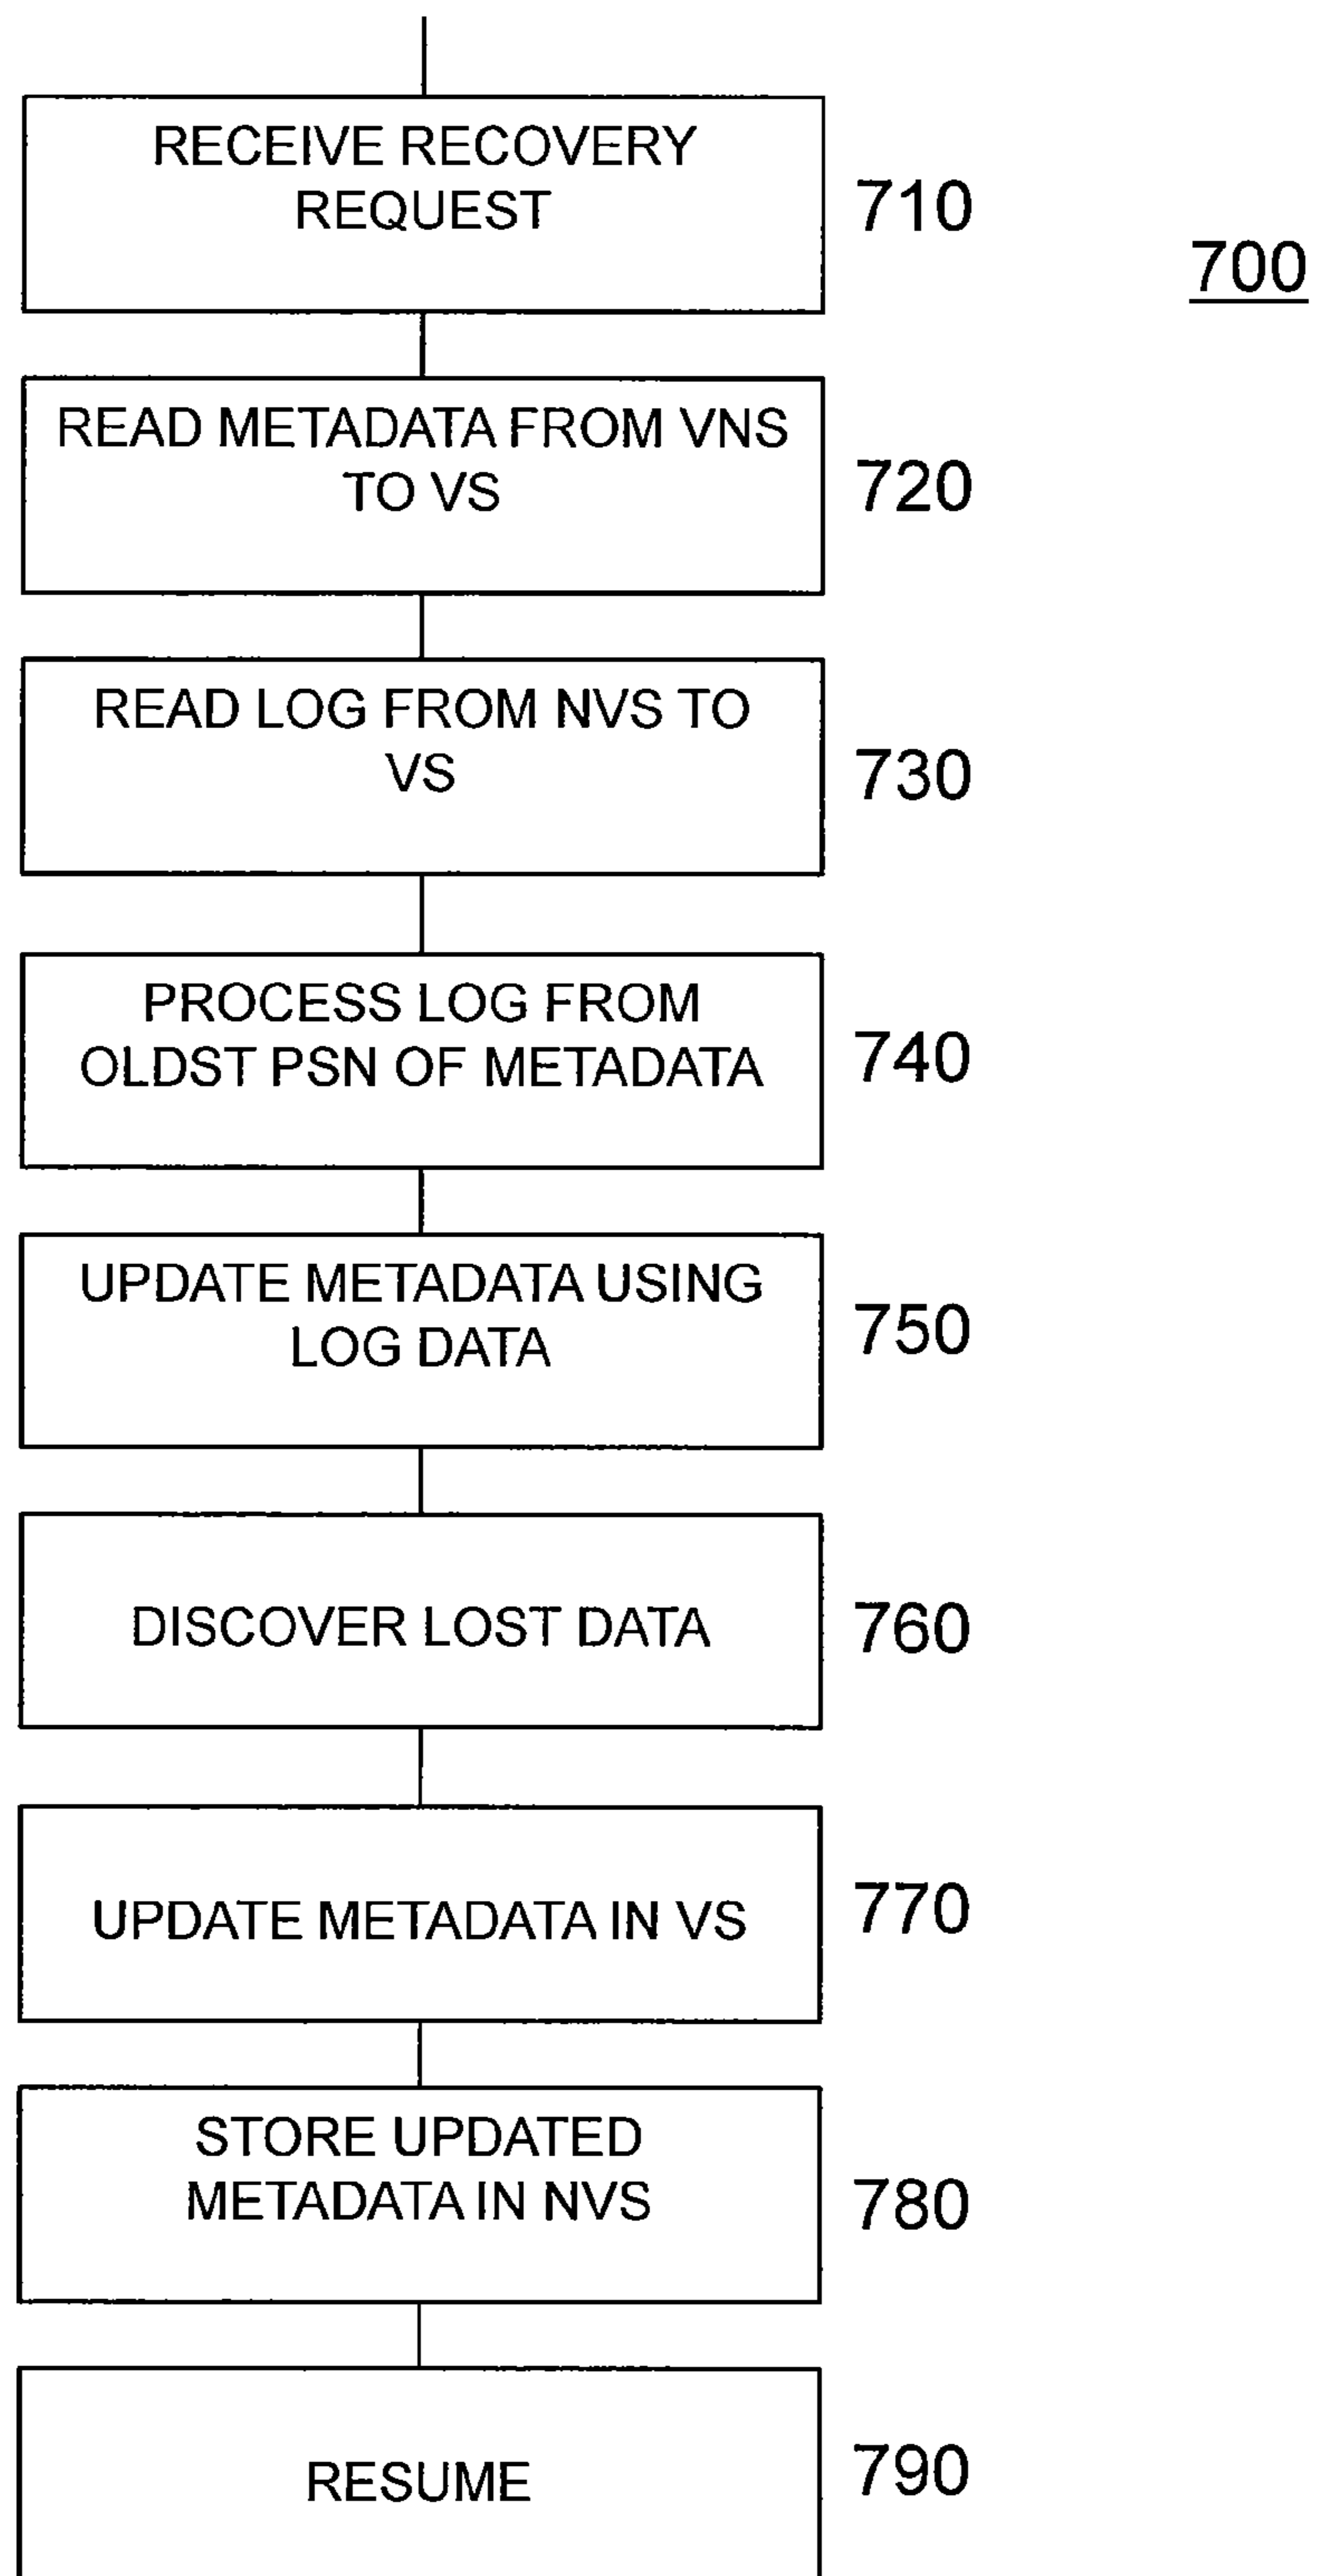 RECEIVE RECOVERY
REQUEST
710
700
READ METADATA FROM VNS
TO VS
720
READ LOG FROM NVS TO
VS
730
PROCESS LOG FROM
OLDST PSN OF METADATA
740
UPDATE METADATA USING
LOG DATA
750
DISCOVER LOST DATA
760
UPDATE METADATA IN VS
770
STORE UPDATED
METADATA IN NVS
780
RESUME
790